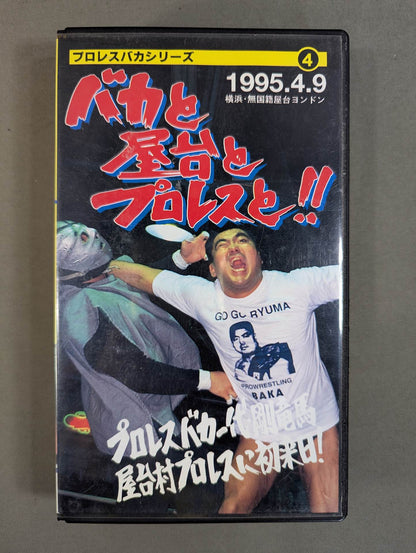 プロレスバカシリーズ
4
1995.4.9
横浜・無国籍屋台ヨンドン
バカと
屋台と
プロレスと!!
GO GO RYUMA
PROWRESTLING
BAKA
プロレスバカ一代剛竜馬
屋台村プロレスに初来日!